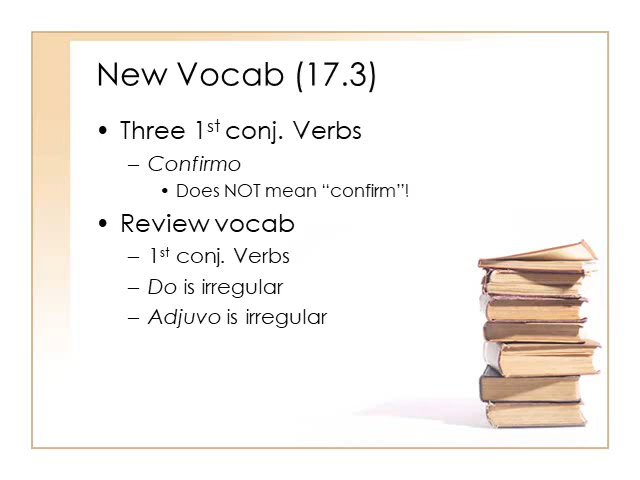 New Vocab (17.3)
• Three 1st conj. Verbs
– Confirmo
• Does NOT mean “confirm”!
• Review vocab
– 1st conj. Verbs
– Do is irregular
– Adjuvo is irregular